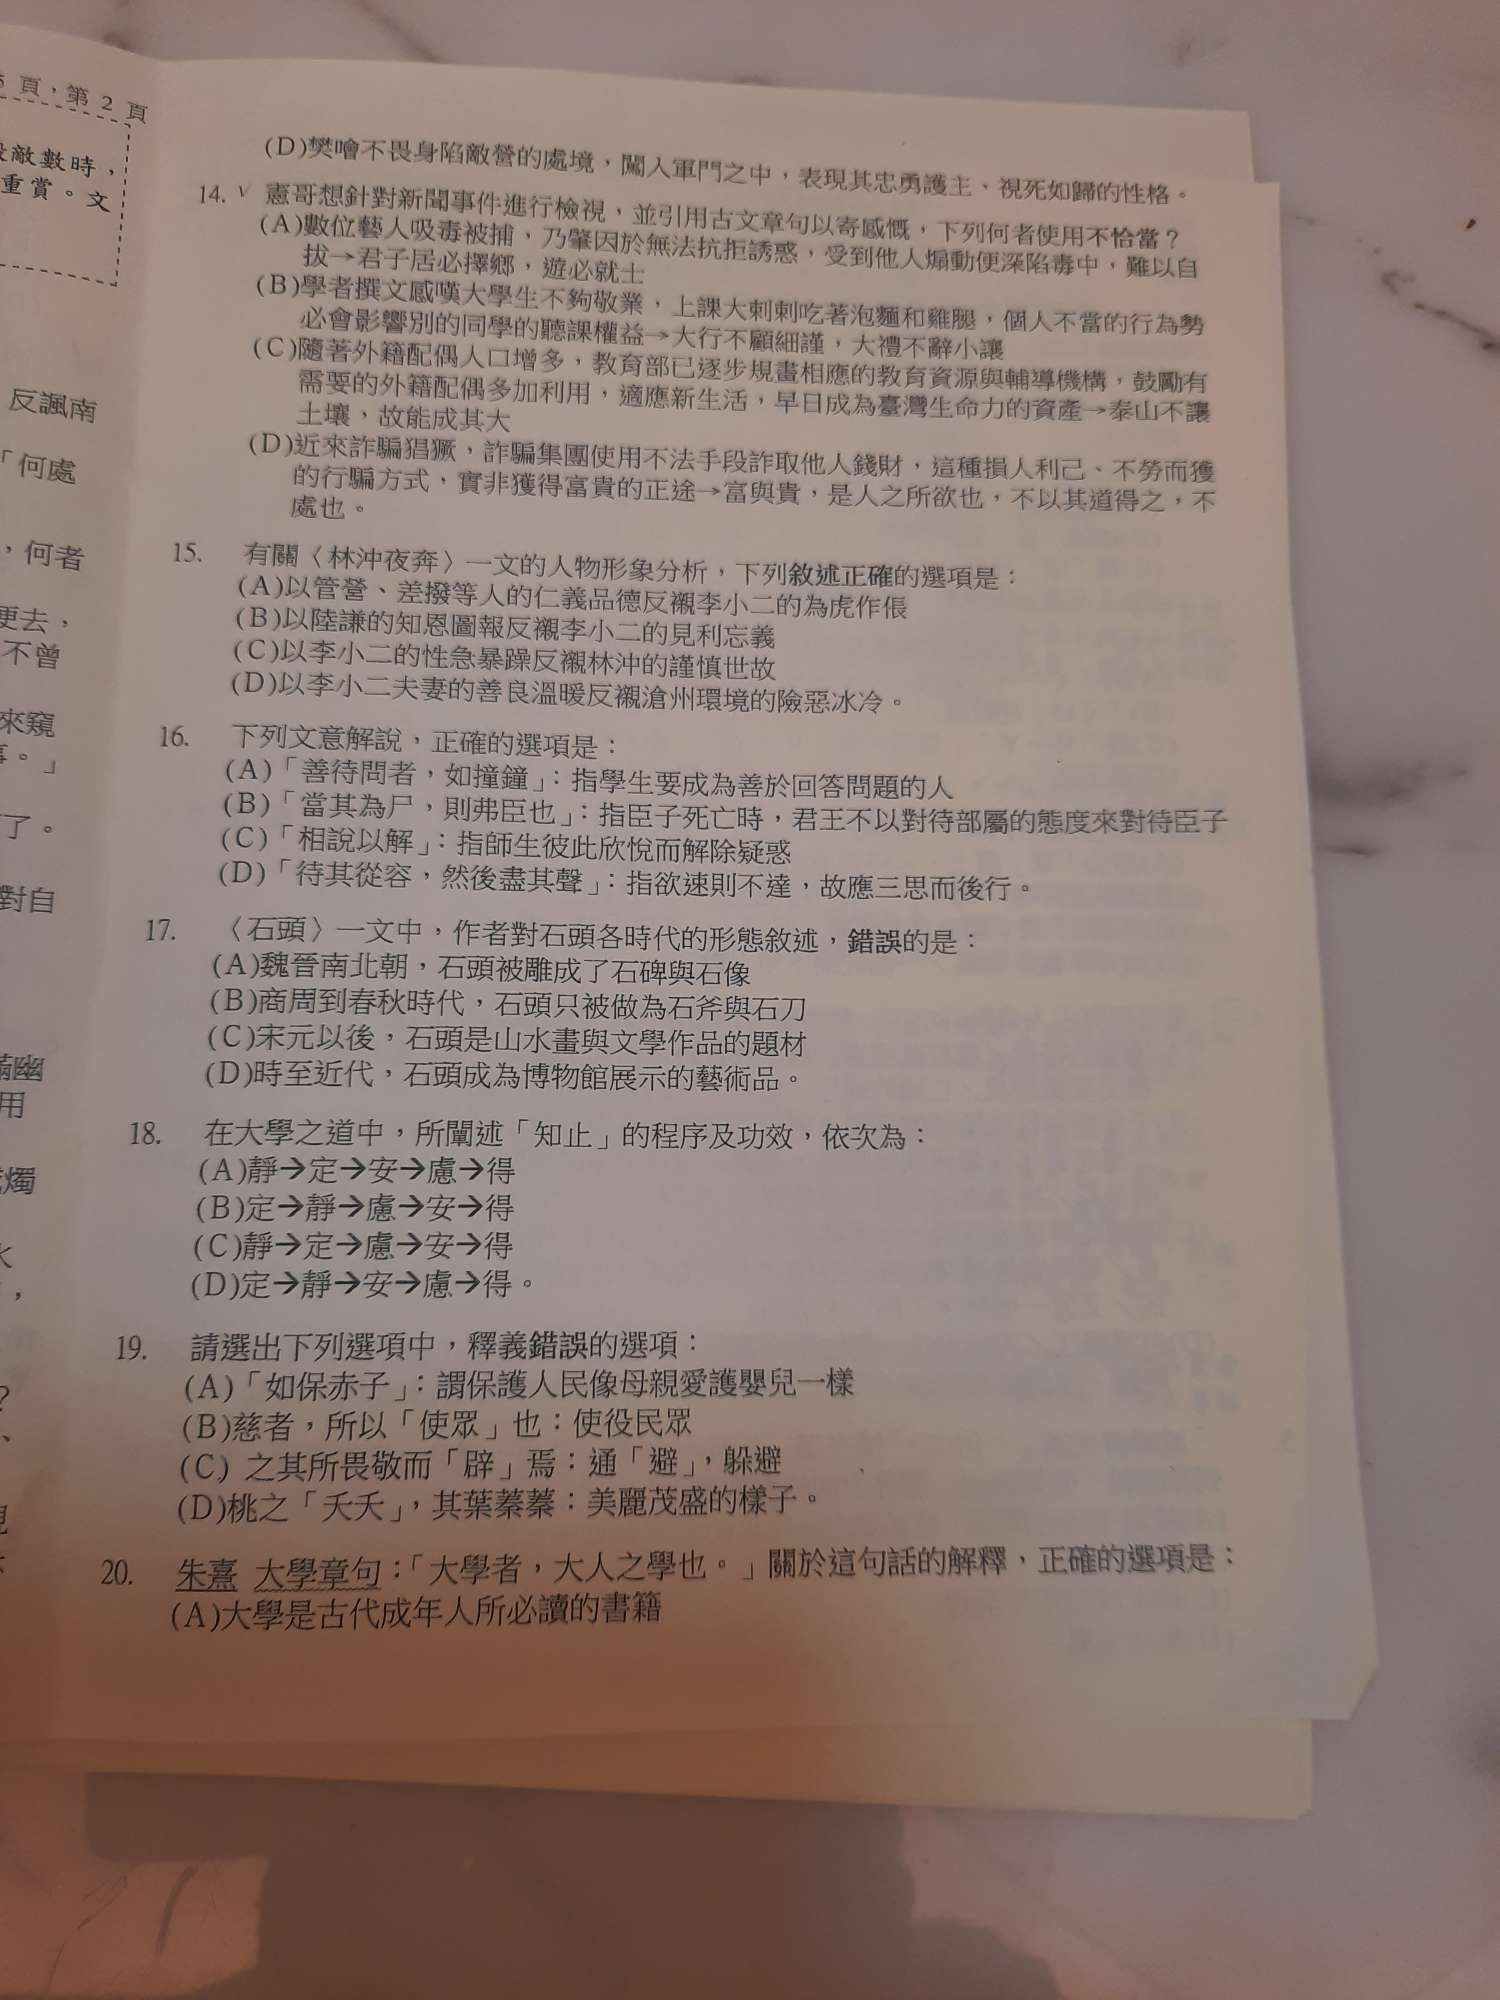 頁，第 2 頁
敵數時，
重賞。文
反諷南
「何處
，何者
更去，
不曾
來窺
事。」
了。
對自
滿幽
用
燭
水
，
？
、
(D)樊噲不畏身陷敵營的處境，闖入軍門之中，表現其忠勇護主、視死如歸的性格。
14. ˅ 憲哥想針對新聞事件進行檢視，並引用古文章句以寄感慨，下列何者使用不恰當？
(A)數位藝人吸毒被捕，乃肇因於無法抗拒誘惑，受到他人煽動便深陷毒中，難以自
拔→君子居必擇鄉，遊必就士
(B)學者撰文感嘆大學生不夠敬業，上課大剌剌吃著泡麵和雞腿，個人不當的行為勢
必會影響別的同學的聽課權益→大行不顧細謹，大禮不辭小讓
(C)隨著外籍配偶人口增多，教育部已逐步規畫相應的教育資源與輔導機構，鼓勵有
需要的外籍配偶多加利用，適應新生活，早日成為臺灣生命力的資產→泰山不讓
土壤，故能成其大
(D)近來詐騙猖獗，詐騙集團使用不法手段詐取他人錢財，這種損人利己、不勞而獲
的行騙方式，實非獲得富貴的正途→富與貴，是人之所欲也，不以其道得之，不
處也。
15. 有關〈林沖夜奔〉一文的人物形象分析，下列敘述正確的選項是：
(A)以管營、差撥等人的仁義品德反襯李小二的為虎作倀
(B)以陸謙的知恩圖報反襯李小二的見利忘義
(C)以李小二的性急暴躁反襯林沖的謹慎世故
(D)以李小二夫妻的善良溫暖反襯滄州環境的險惡冰冷。
16. 下列文意解說，正確的選項是：
(A)「善待問者，如撞鐘」：指學生要成為善於回答問題的人
(B)「當其為尸，則弗臣也」：指臣子死亡時，君王不以對待部屬的態度來對待臣子
(C)「相說以解」：指師生彼此欣悅而解除疑惑
(D)「待其從容，然後盡其聲」：指欲速則不達，故應三思而後行。
17. 〈石頭〉一文中，作者對石頭各時代的形態敘述，錯誤的是：
(A)魏晉南北朝，石頭被雕成了石碑與石像
(B)商周到春秋時代，石頭只被做為石斧與石刀
(C)宋元以後，石頭是山水畫與文學作品的題材
(D)時至近代，石頭成為博物館展示的藝術品。
18. 在大學之道中，所闡述「知止」的程序及功效，依次為：
(A)靜→定→安→慮→得
(B)定→靜→慮→安→得
(C)靜→定→慮→安→得
(D)定→靜→安→慮→得。
19. 請選出下列選項中，釋義錯誤的選項：
(A)「如保赤子」：謂保護人民像母親愛護嬰兒一樣
(B)慈者，所以「使眾」也：使役民眾
(C) 之其所畏敬而「辟」焉：通「避」，躲避
(D)桃之「夭夭」，其葉蓁蓁：美麗茂盛的樣子。
20. 朱熹 大學章句：「大學者，大人之學也。」關於這句話的解釋，正確的選項是：
(A)大學是古代成年人所必讀的書籍